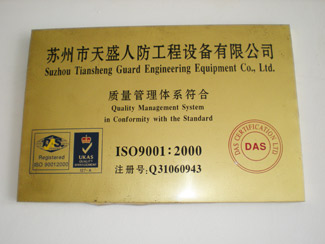 苏州市天盛人防工程设备有限公司
Suzhou Tiansheng Guard Engineering Equipment Co., Ltd.
质量管理体系符合
Quality Management System
in Conformity with the Standard
ISO9001:2000
注册号:Q31060943
Registered
ISO 9001:2000
UKAS
QUALITY
MANAGEMENT
DAS CERTIFICATION LTD
DAS